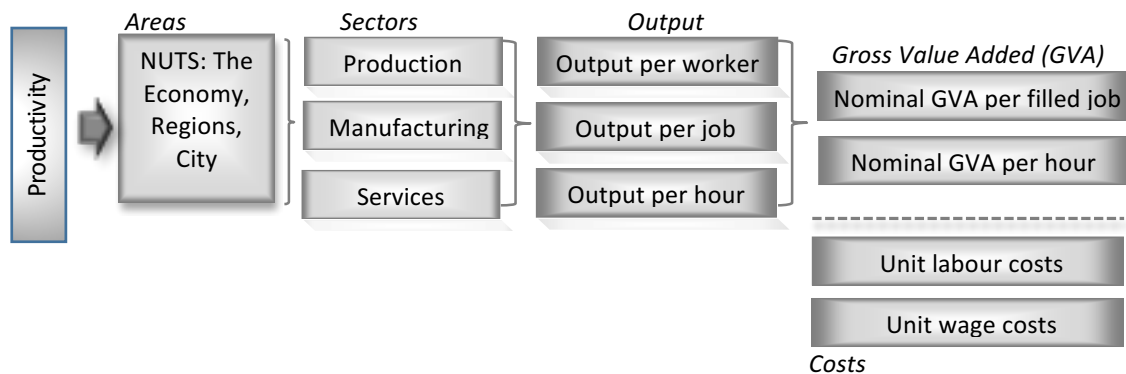 Productivity
Areas
NUTS: The
Economy,
Regions,
City
Sectors
Production
Manufacturing
Services
Output
Output per worker
Output per job
Output per hour
Gross Value Added (GVA)
Nominal GVA per filled job
Nominal GVA per hour
Unit labour costs
Unit wage costs
Costs